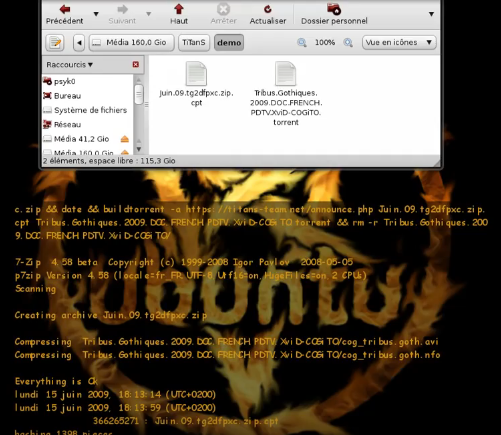 Précédent Suivant Haut Arrêter Actualiser Dossier personnel
Média 160,0 Gio TiTanS demo 100% Vue en icônes
Raccourcis
psyk0
Bureau
Système de fichiers
Réseau
Média 41,2 Gio
Média 160,0 Gio
Juin.09.tg2dfpxc.zip.
cpt
Tribus.Gothiques.
2009.DOC.FRENCH.
PDTV.XviD-COGiTO.
torrent
2 éléments, espace libre : 115,3 Gio
c.zip && date && buildtorrent -a https://titans-team.net/announce.php Juin.09.tg2dfpxc.zip.
cpt Tribus.Gothiques.2009.DOC.FRENCH.PDTV.XviD-COGiTO.torrent && rm -r Tribus.Gothiques.200
9.DOC.FRENCH.PDTV.XviD-COGiTO/
7-Zip 4.58 beta Copyright (c) 1999-2008 Igor Pavlov 2008-05-05
p7zip Version 4.58 (locale=fr_FR.UTF-8,Utf16=on,HugeFiles=on,2 CPUs)
Scanning
ubuntu
Creating archive Juin.09.tg2dfpxc.zip
Compressing Tribus.Gothiques.2009.DOC.FRENCH.PDTV.XviD-COGiTO/cog_tribus.goth.avi
Compressing Tribus.Gothiques.2009.DOC.FRENCH.PDTV.XviD-COGiTO/cog_tribus.goth.nfo
Everything is Ok
lundi 15 juin 2009, 18:13:14 (UTC+0200)
lundi 15 juin 2009, 18:13:59 (UTC+0200)
366265271 : Juin.09.tg2dfpxc.zip.cpt
hashing 1398 pieces